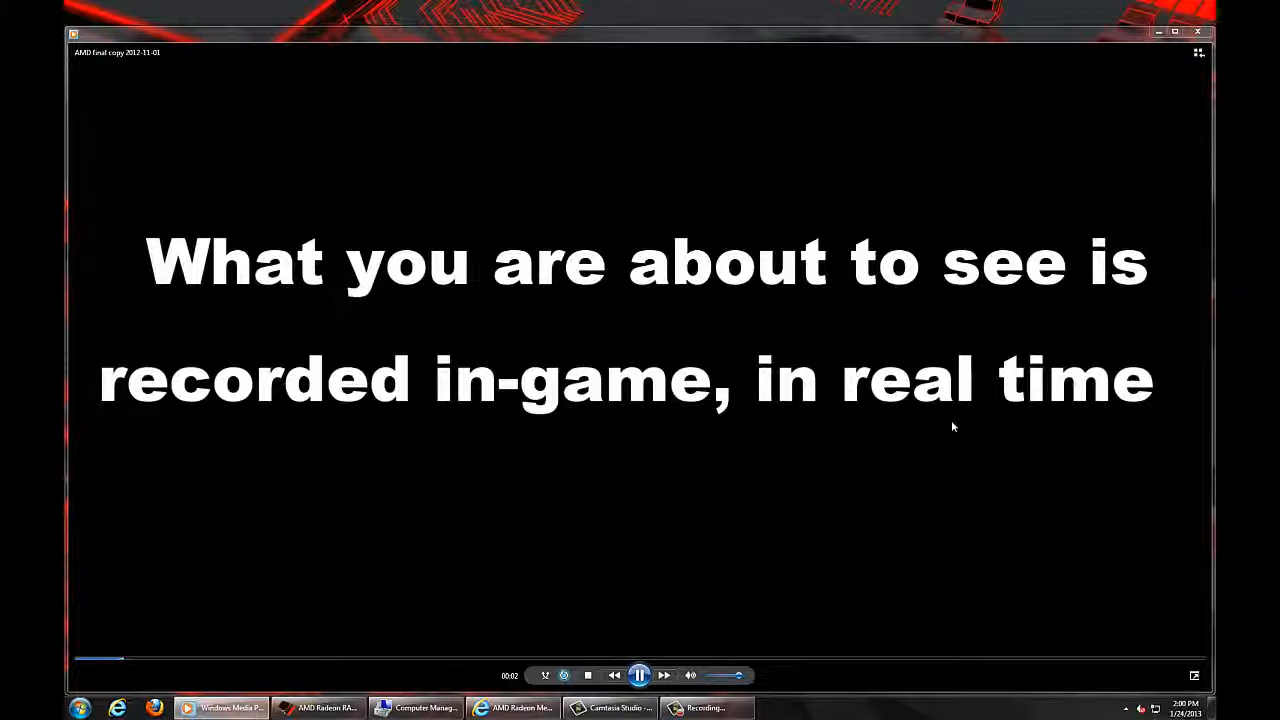 AMD final copy 2012-11-01
What you are about to see is
recorded in-game, in real time
00:02
Windows Media P...
AMD Radeon RA...
Computer Manag...
AMD Radeon Me...
Camtasia Studio -...
Recording...
2:00 PM
1/24/2013